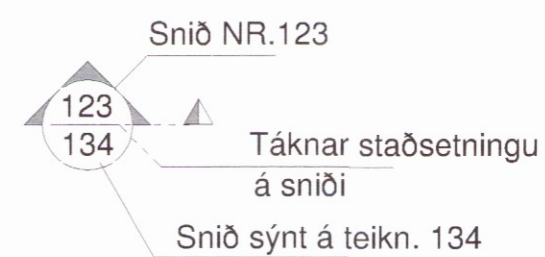 Snið NR.123
123
134
Táknar staðsetningu
á sniði
Snið sýnt á teikn. 134